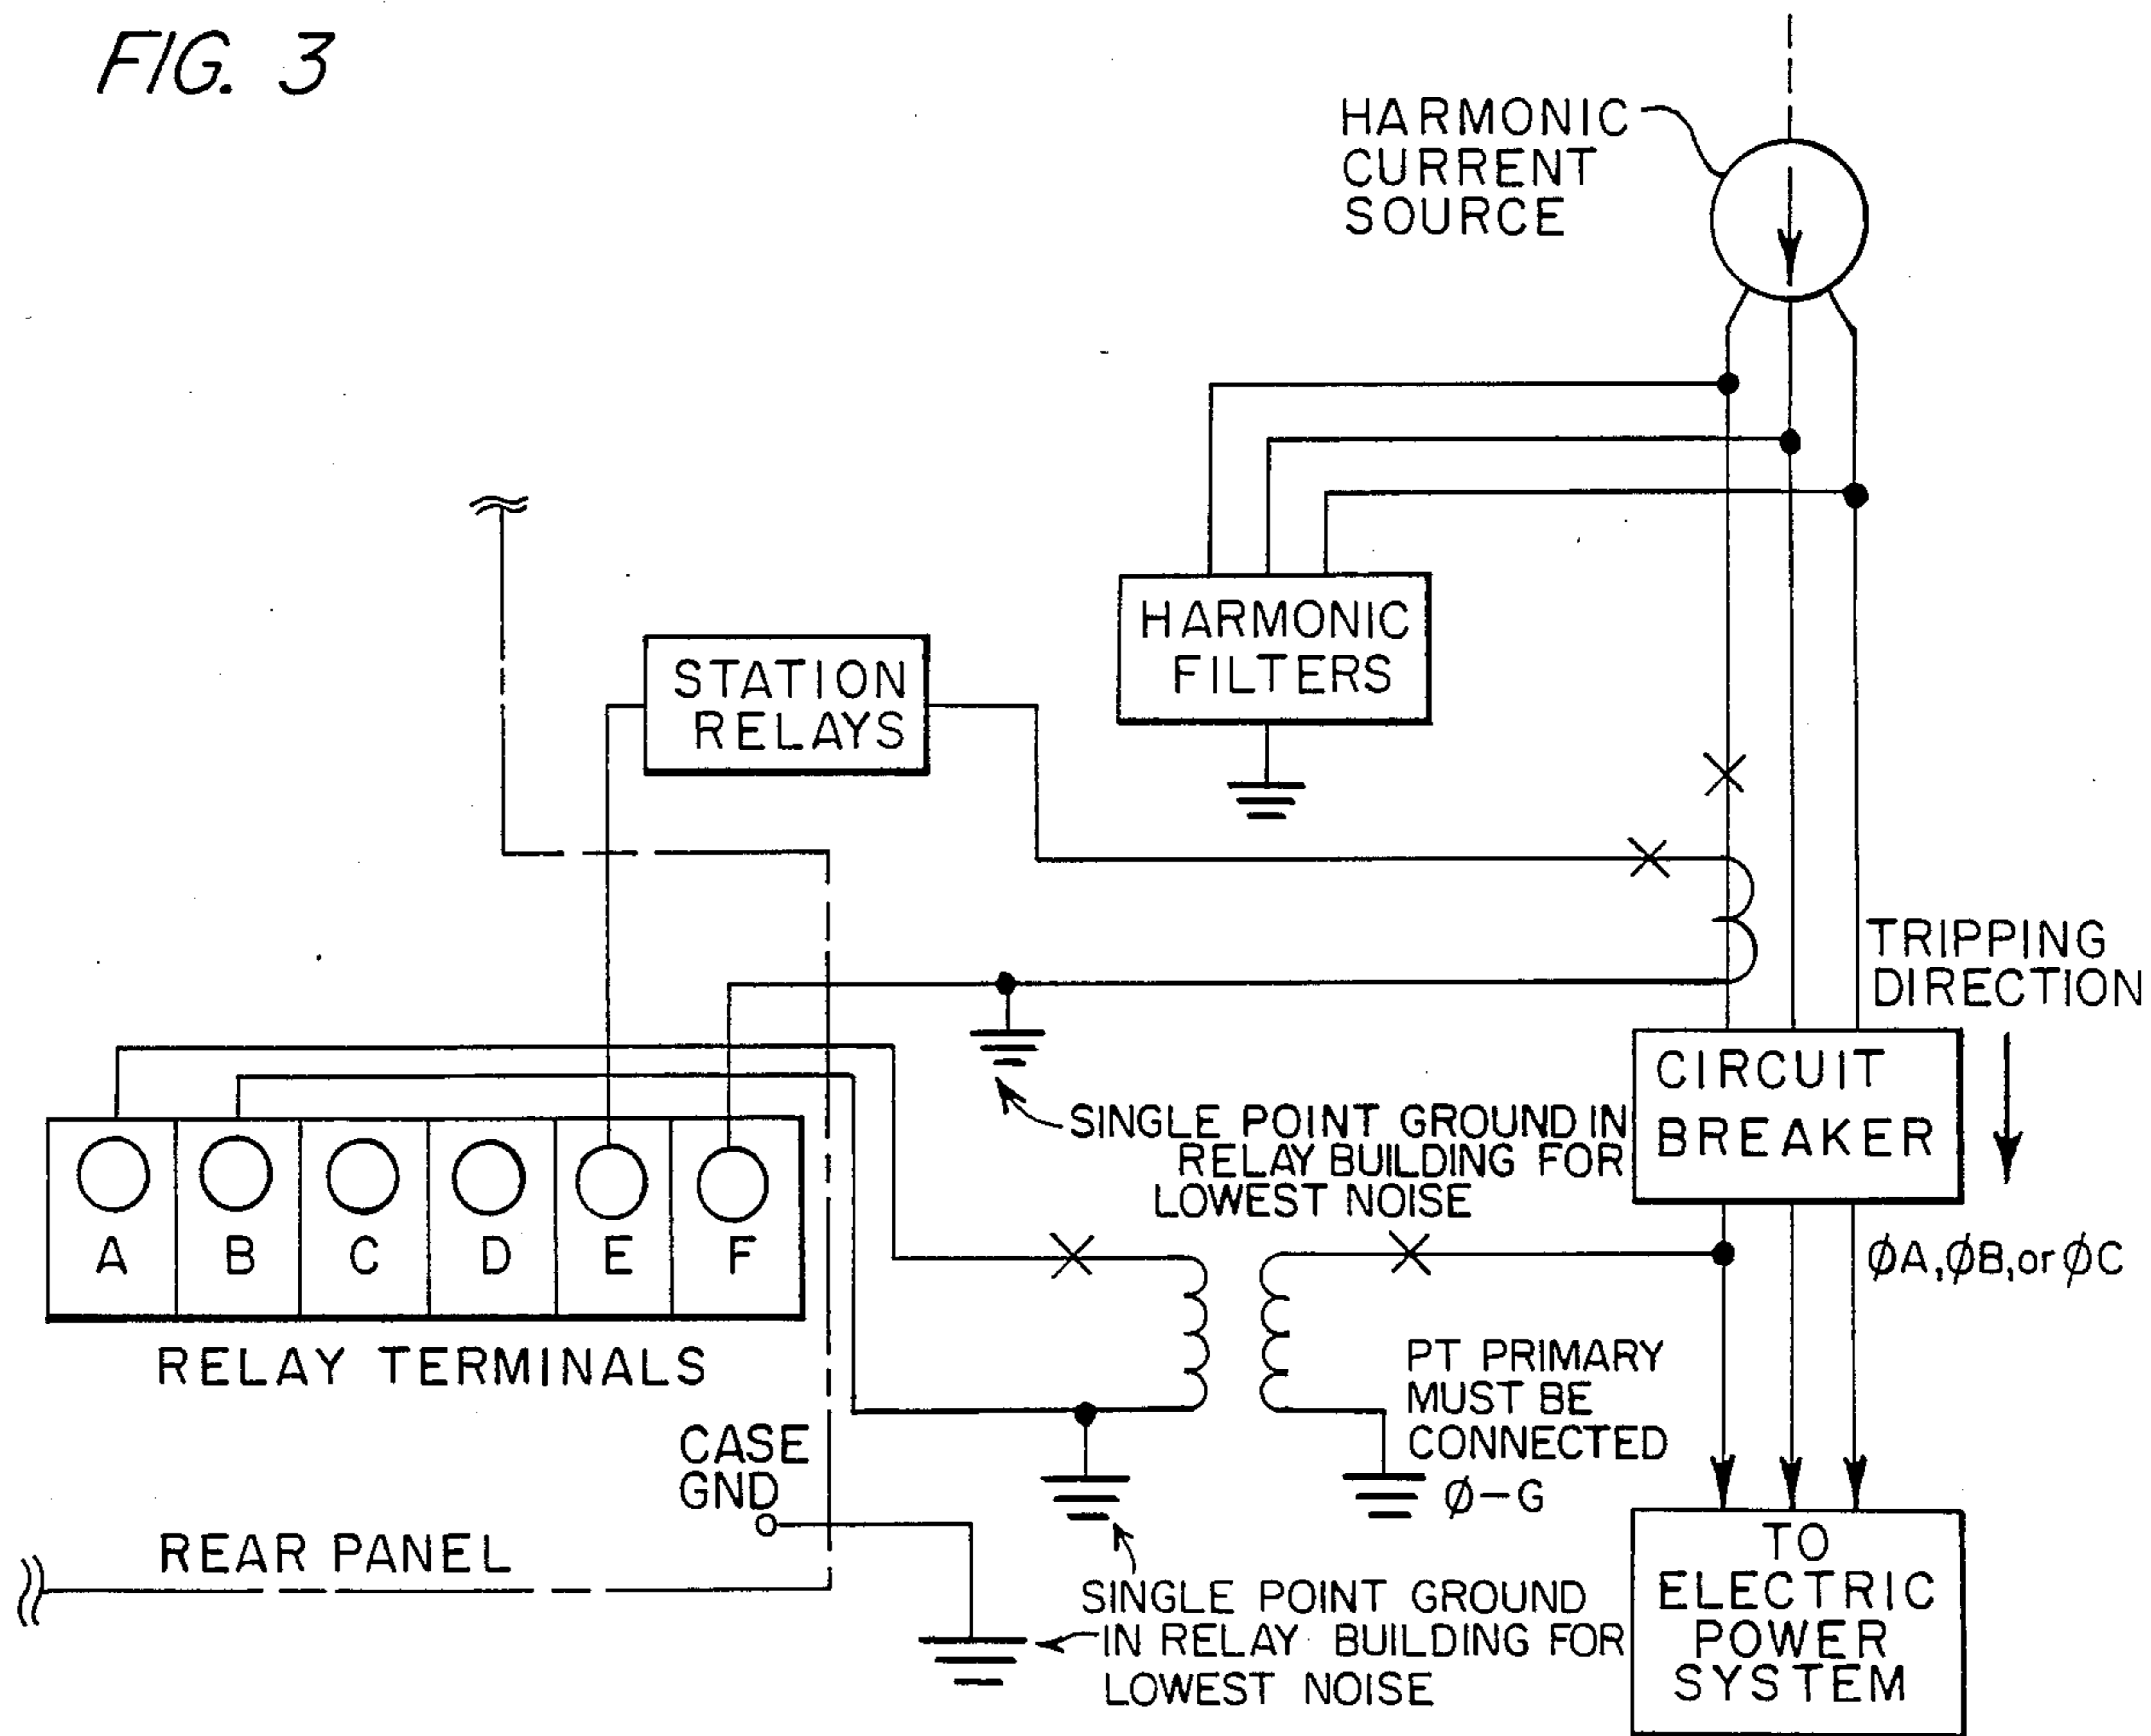 FIG. 3
HARMONIC
CURRENT
SOURCE
HARMONIC
FILTERS
STATION
RELAYS
TRIPPING
DIRECTION
CIRCUIT
BREAKER
SINGLE POINT GROUND IN
RELAY BUILDING FOR
LOWEST NOISE
A B C D E F
RELAY TERMINALS
ØA, ØB, or ØC
PT PRIMARY
MUST BE
CONNECTED
Ø-G
CASE
GND
REAR PANEL
SINGLE POINT GROUND
IN RELAY BUILDING FOR
LOWEST NOISE
TO
ELECTRIC
POWER
SYSTEM